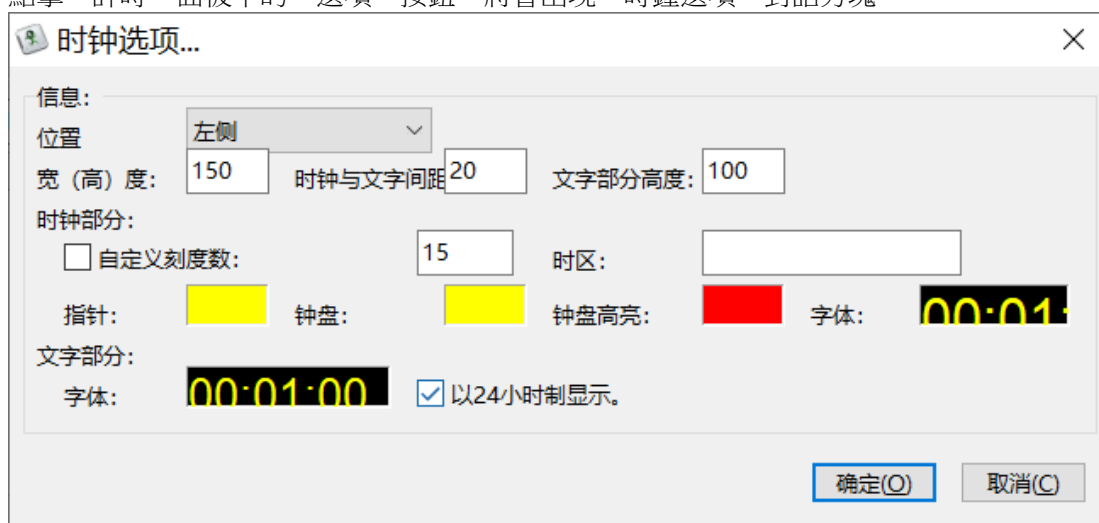 时钟选项...
信息:
位置 左侧
宽（高）度: 150 时钟与文字间距 20 文字部分高度: 100
时钟部分:
自定义刻度数: 15 时区:
指针: 钟盘: 钟盘高亮: 字体: 00:01:
文字部分:
字体: 00:01:00 以24小时制显示。
确定(O) 取消(C)